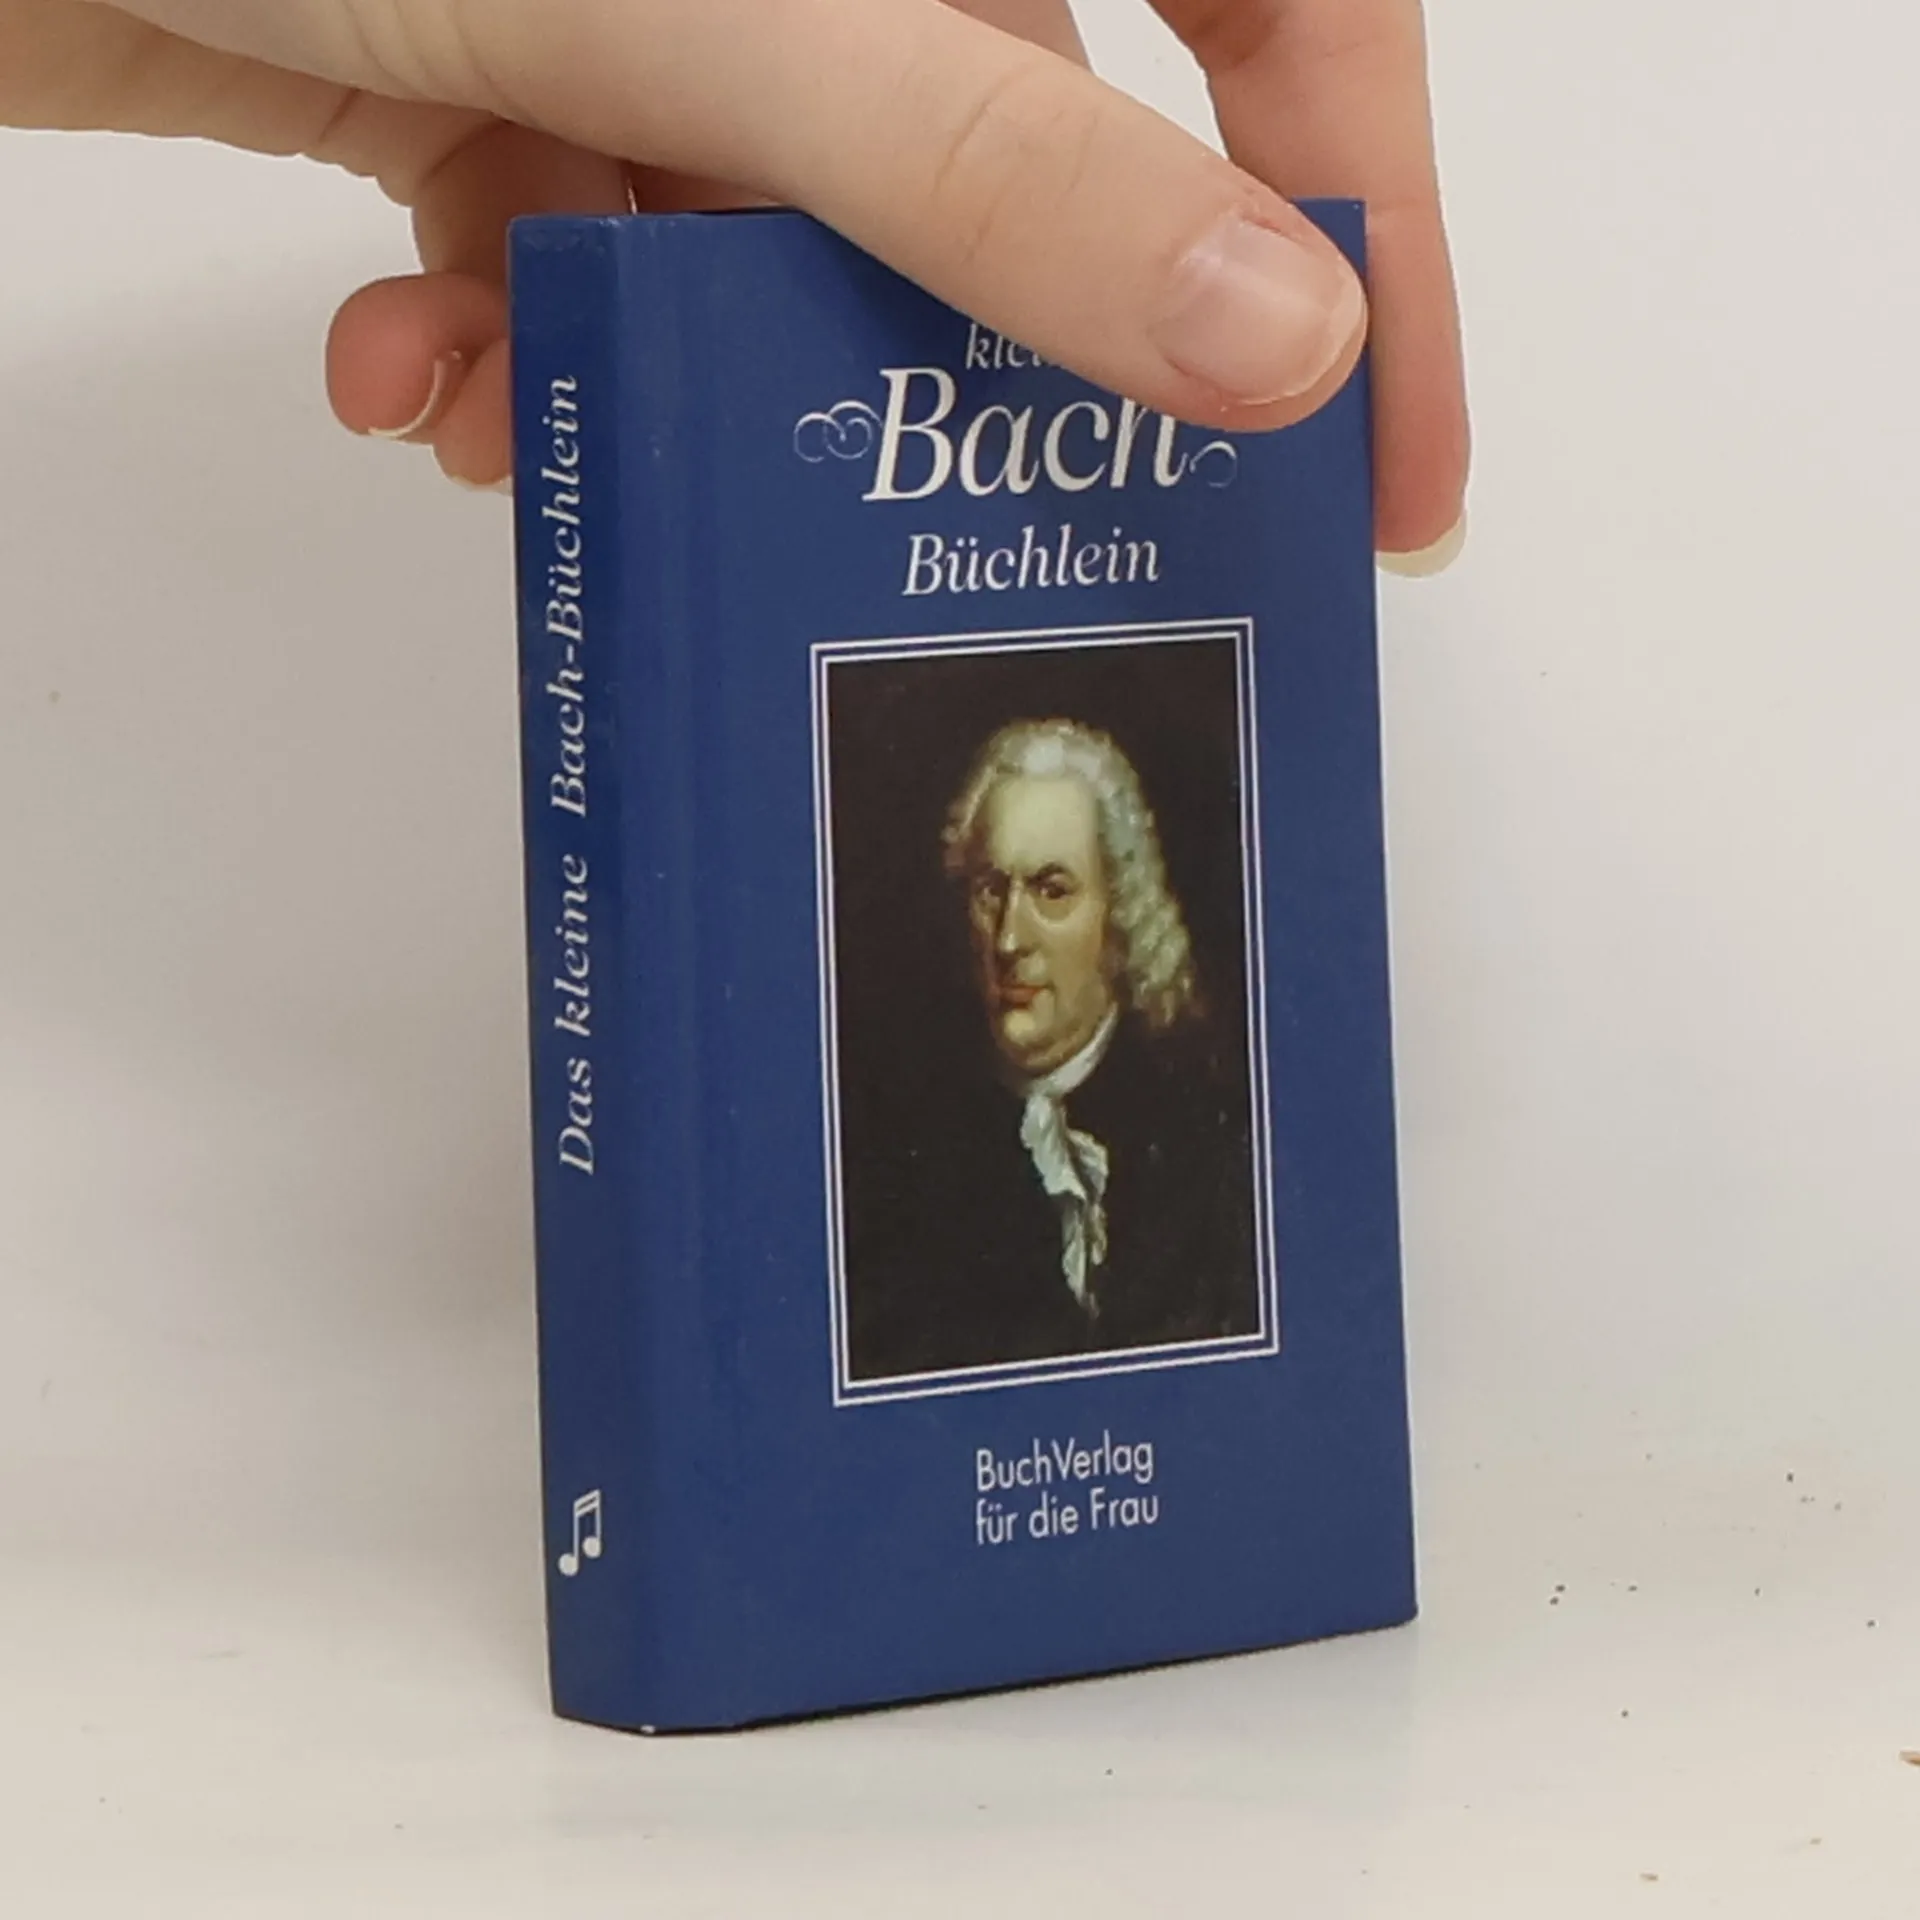 Das kleine Bach-Büchlein
Bach
Büchlein
BuchVerlag
für die Frau